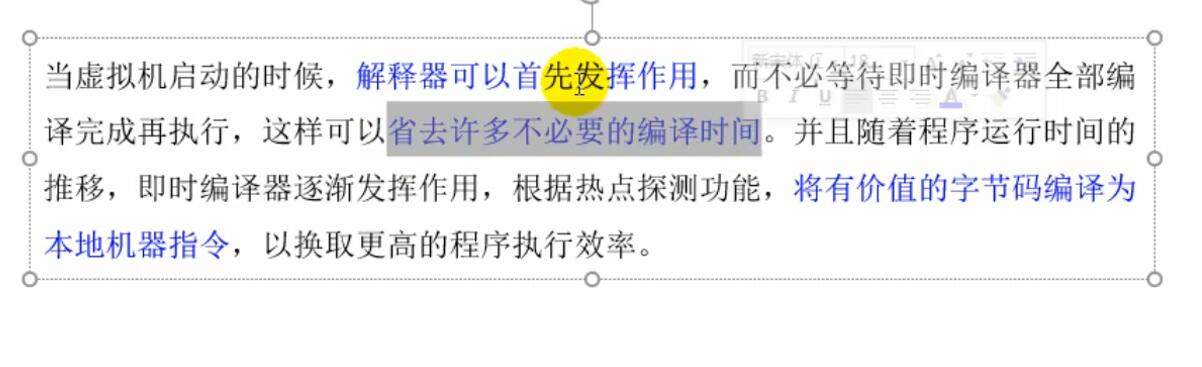 当虚拟机启动的时候，解释器可以首先发挥作用，而不必等待即时编译器全部编
译完成再执行，这样可以省去许多不必要的编译时间。并且随着程序运行时间的
推移，即时编译器逐渐发挥作用，根据热点探测功能，将有价值的字节码编译为
本地机器指令，以换取更高的程序执行效率。